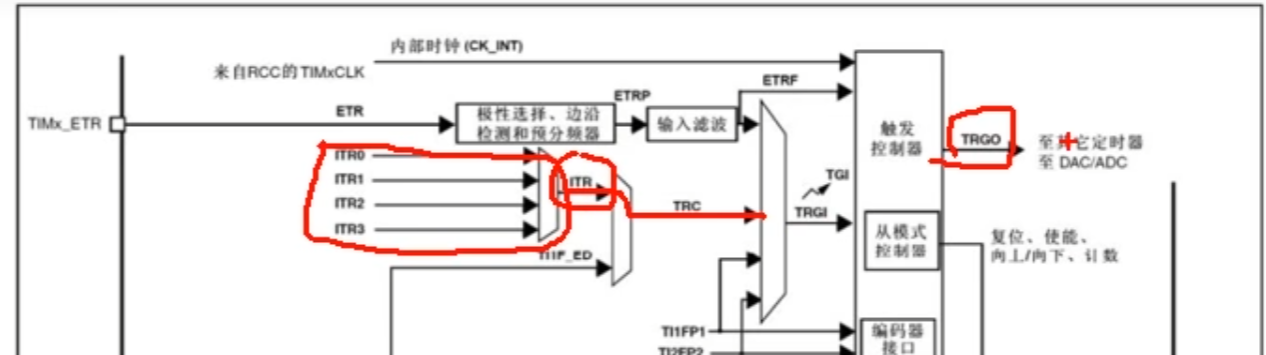 内部时钟 (CK_INT)
来自RCC的TIMxCLK
ETRF
ETRP
ETR
TIMx_ETR
极性选择、边沿
检测和预分频器
输入滤波
触发
控制器
TRGO
至其它定时器
至 DAC/ADC
ITR0
ITR1
ITR2
ITR3
ITR
TRC
TGI
TRGI
从模式
控制器
复位、使能、
向上/向下、计数
TI1F_ED
TI1FP1
TI2FP2
编码器
接口